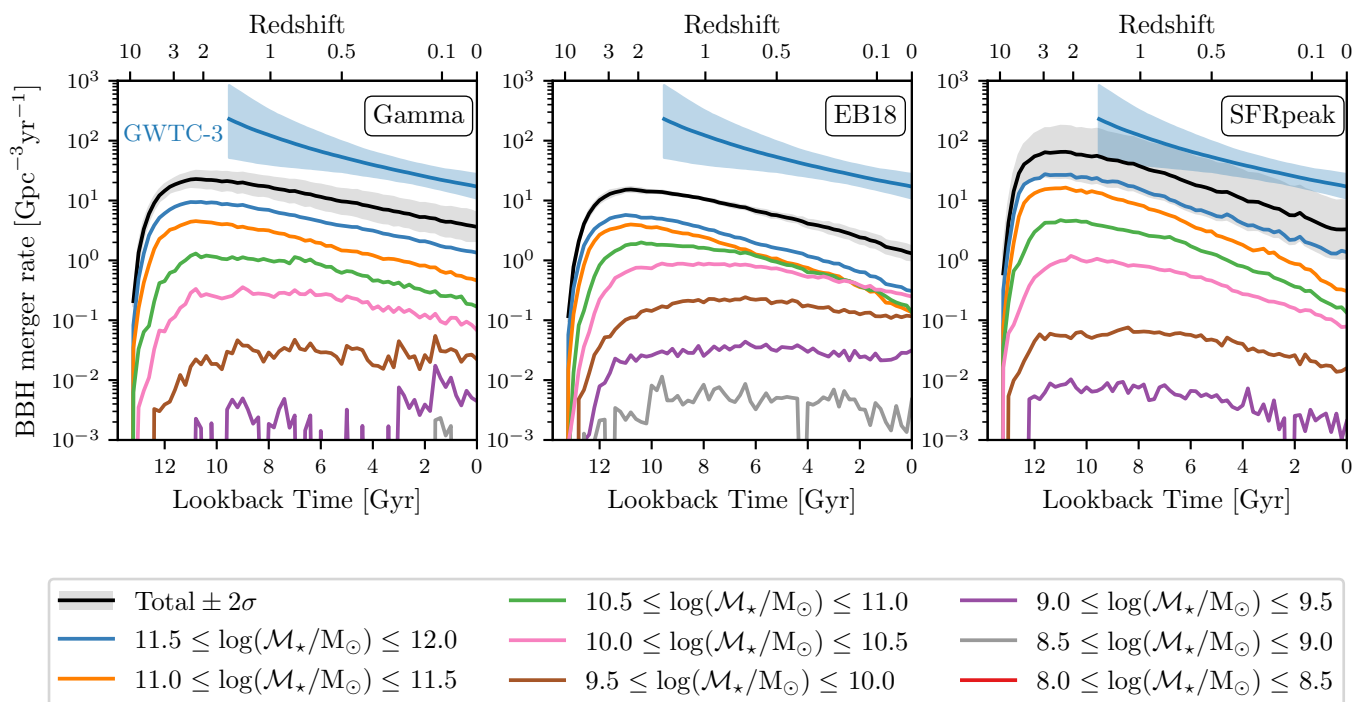 Redshift Redshift Redshift
10 3 2 1 0.5 0.1 0 10 3 2 1 0.5 0.1 0 10 3 2 1 0.5 0.1 0
10³ 10³ 10³
Gamma EB18 SFRpeak
GWTC-3
10² 10² 10²
10¹ 10¹ 10¹
10⁰ 10⁰ 10⁰
10⁻¹ 10⁻¹ 10⁻¹
10⁻² 10⁻² 10⁻²
10⁻³ 10⁻³ 10⁻³
BBH merger rate [Gpc⁻³yr⁻¹]
12 10 8 6 4 2 0 12 10 8 6 4 2 0 12 10 8 6 4 2 0
Lookback Time [Gyr] Lookback Time [Gyr] Lookback Time [Gyr]
Total ± 2σ 10.5 ≤ log(ℳ⋆/M⊙) ≤ 11.0 9.0 ≤ log(ℳ⋆/M⊙) ≤ 9.5
11.5 ≤ log(ℳ⋆/M⊙) ≤ 12.0 10.0 ≤ log(ℳ⋆/M⊙) ≤ 10.5 8.5 ≤ log(ℳ⋆/M⊙) ≤ 9.0
11.0 ≤ log(ℳ⋆/M⊙) ≤ 11.5 9.5 ≤ log(ℳ⋆/M⊙) ≤ 10.0 8.0 ≤ log(ℳ⋆/M⊙) ≤ 8.5